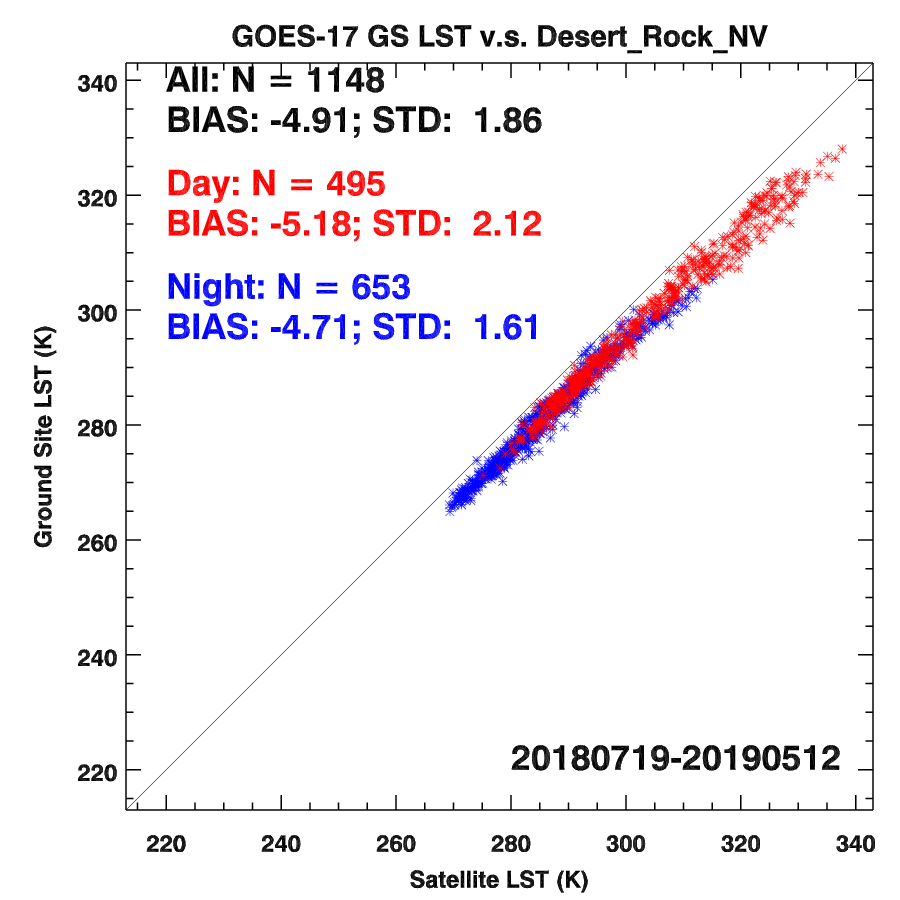 GOES-17 GS LST v.s. Desert_Rock_NV
All: N = 1148
BIAS: -4.91; STD: 1.86
Day: N = 495
BIAS: -5.18; STD: 2.12
Night: N = 653
BIAS: -4.71; STD: 1.61
340
320
300
280
260
240
220
Ground Site LST (K)
20180719-20190512
220 240 260 280 300 320 340
Satellite LST (K)